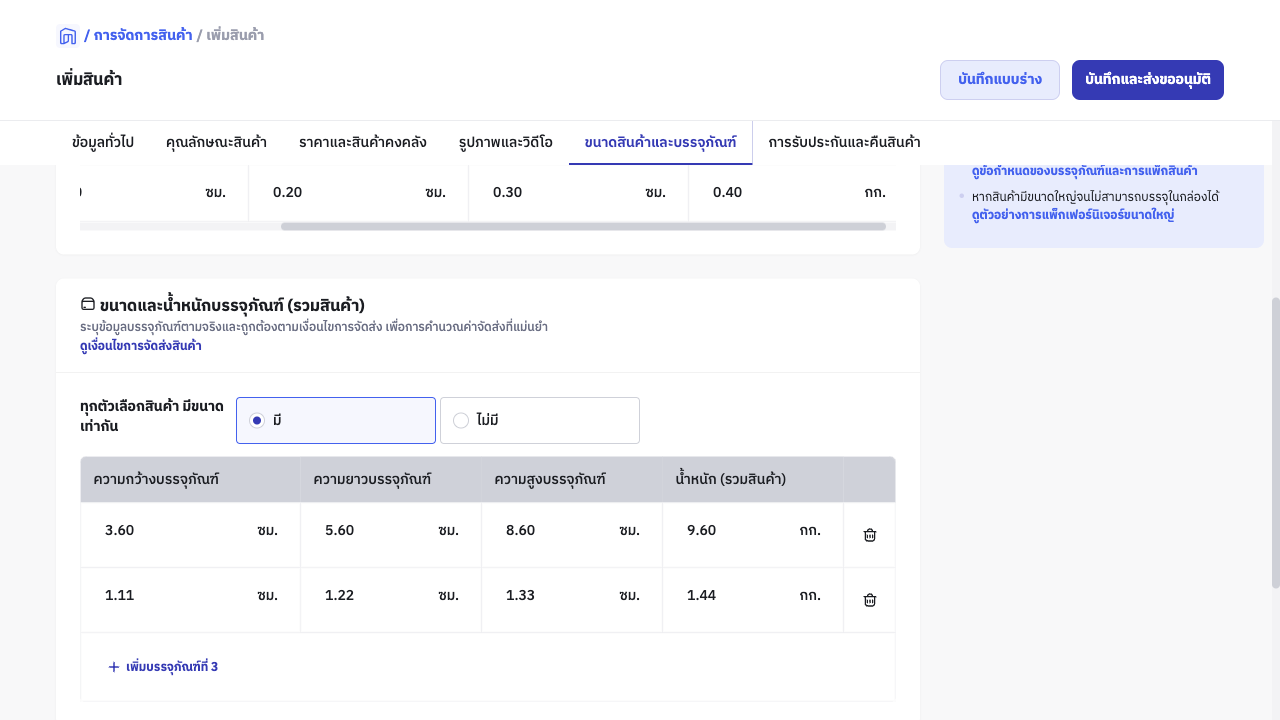 / การจัดการสินค้า / เพิ่มสินค้า
เพิ่มสินค้า
บันทึกแบบร่าง
บันทึกและส่งขออนุมัติ
ข้อมูลทั่วไป
คุณลักษณะสินค้า
ราคาและสินค้าคงคลัง
รูปภาพและวิดีโอ
ขนาดสินค้าและบรรจุภัณฑ์
การรับประกันและคืนสินค้า
ซม. 0.20 ซม. 0.30 ซม. 0.40 กก.
ดูข้อกำหนดของบรรจุภัณฑ์และการแพ็กสินค้า
หากสินค้ามีขนาดใหญ่จนไม่สามารถบรรจุในกล่องได้
ดูตัวอย่างการแพ็กเฟอร์นิเจอร์ขนาดใหญ่
ขนาดและน้ำหนักบรรจุภัณฑ์ (รวมสินค้า)
ระบุข้อมูลบรรจุภัณฑ์ตามจริงและถูกต้องตามเงื่อนไขการจัดส่ง เพื่อการคำนวณค่าจัดส่งที่แม่นยำ
ดูเงื่อนไขการจัดส่งสินค้า
ทุกตัวเลือกสินค้า มีขนาด
เท่ากัน
มี
ไม่มี
ความกว้างบรรจุภัณฑ์ ความยาวบรรจุภัณฑ์ ความสูงบรรจุภัณฑ์ น้ำหนัก (รวมสินค้า)
3.60 ซม. 5.60 ซม. 8.60 ซม. 9.60 กก.
1.11 ซม. 1.22 ซม. 1.33 ซม. 1.44 กก.
+ เพิ่มบรรจุภัณฑ์ที่ 3